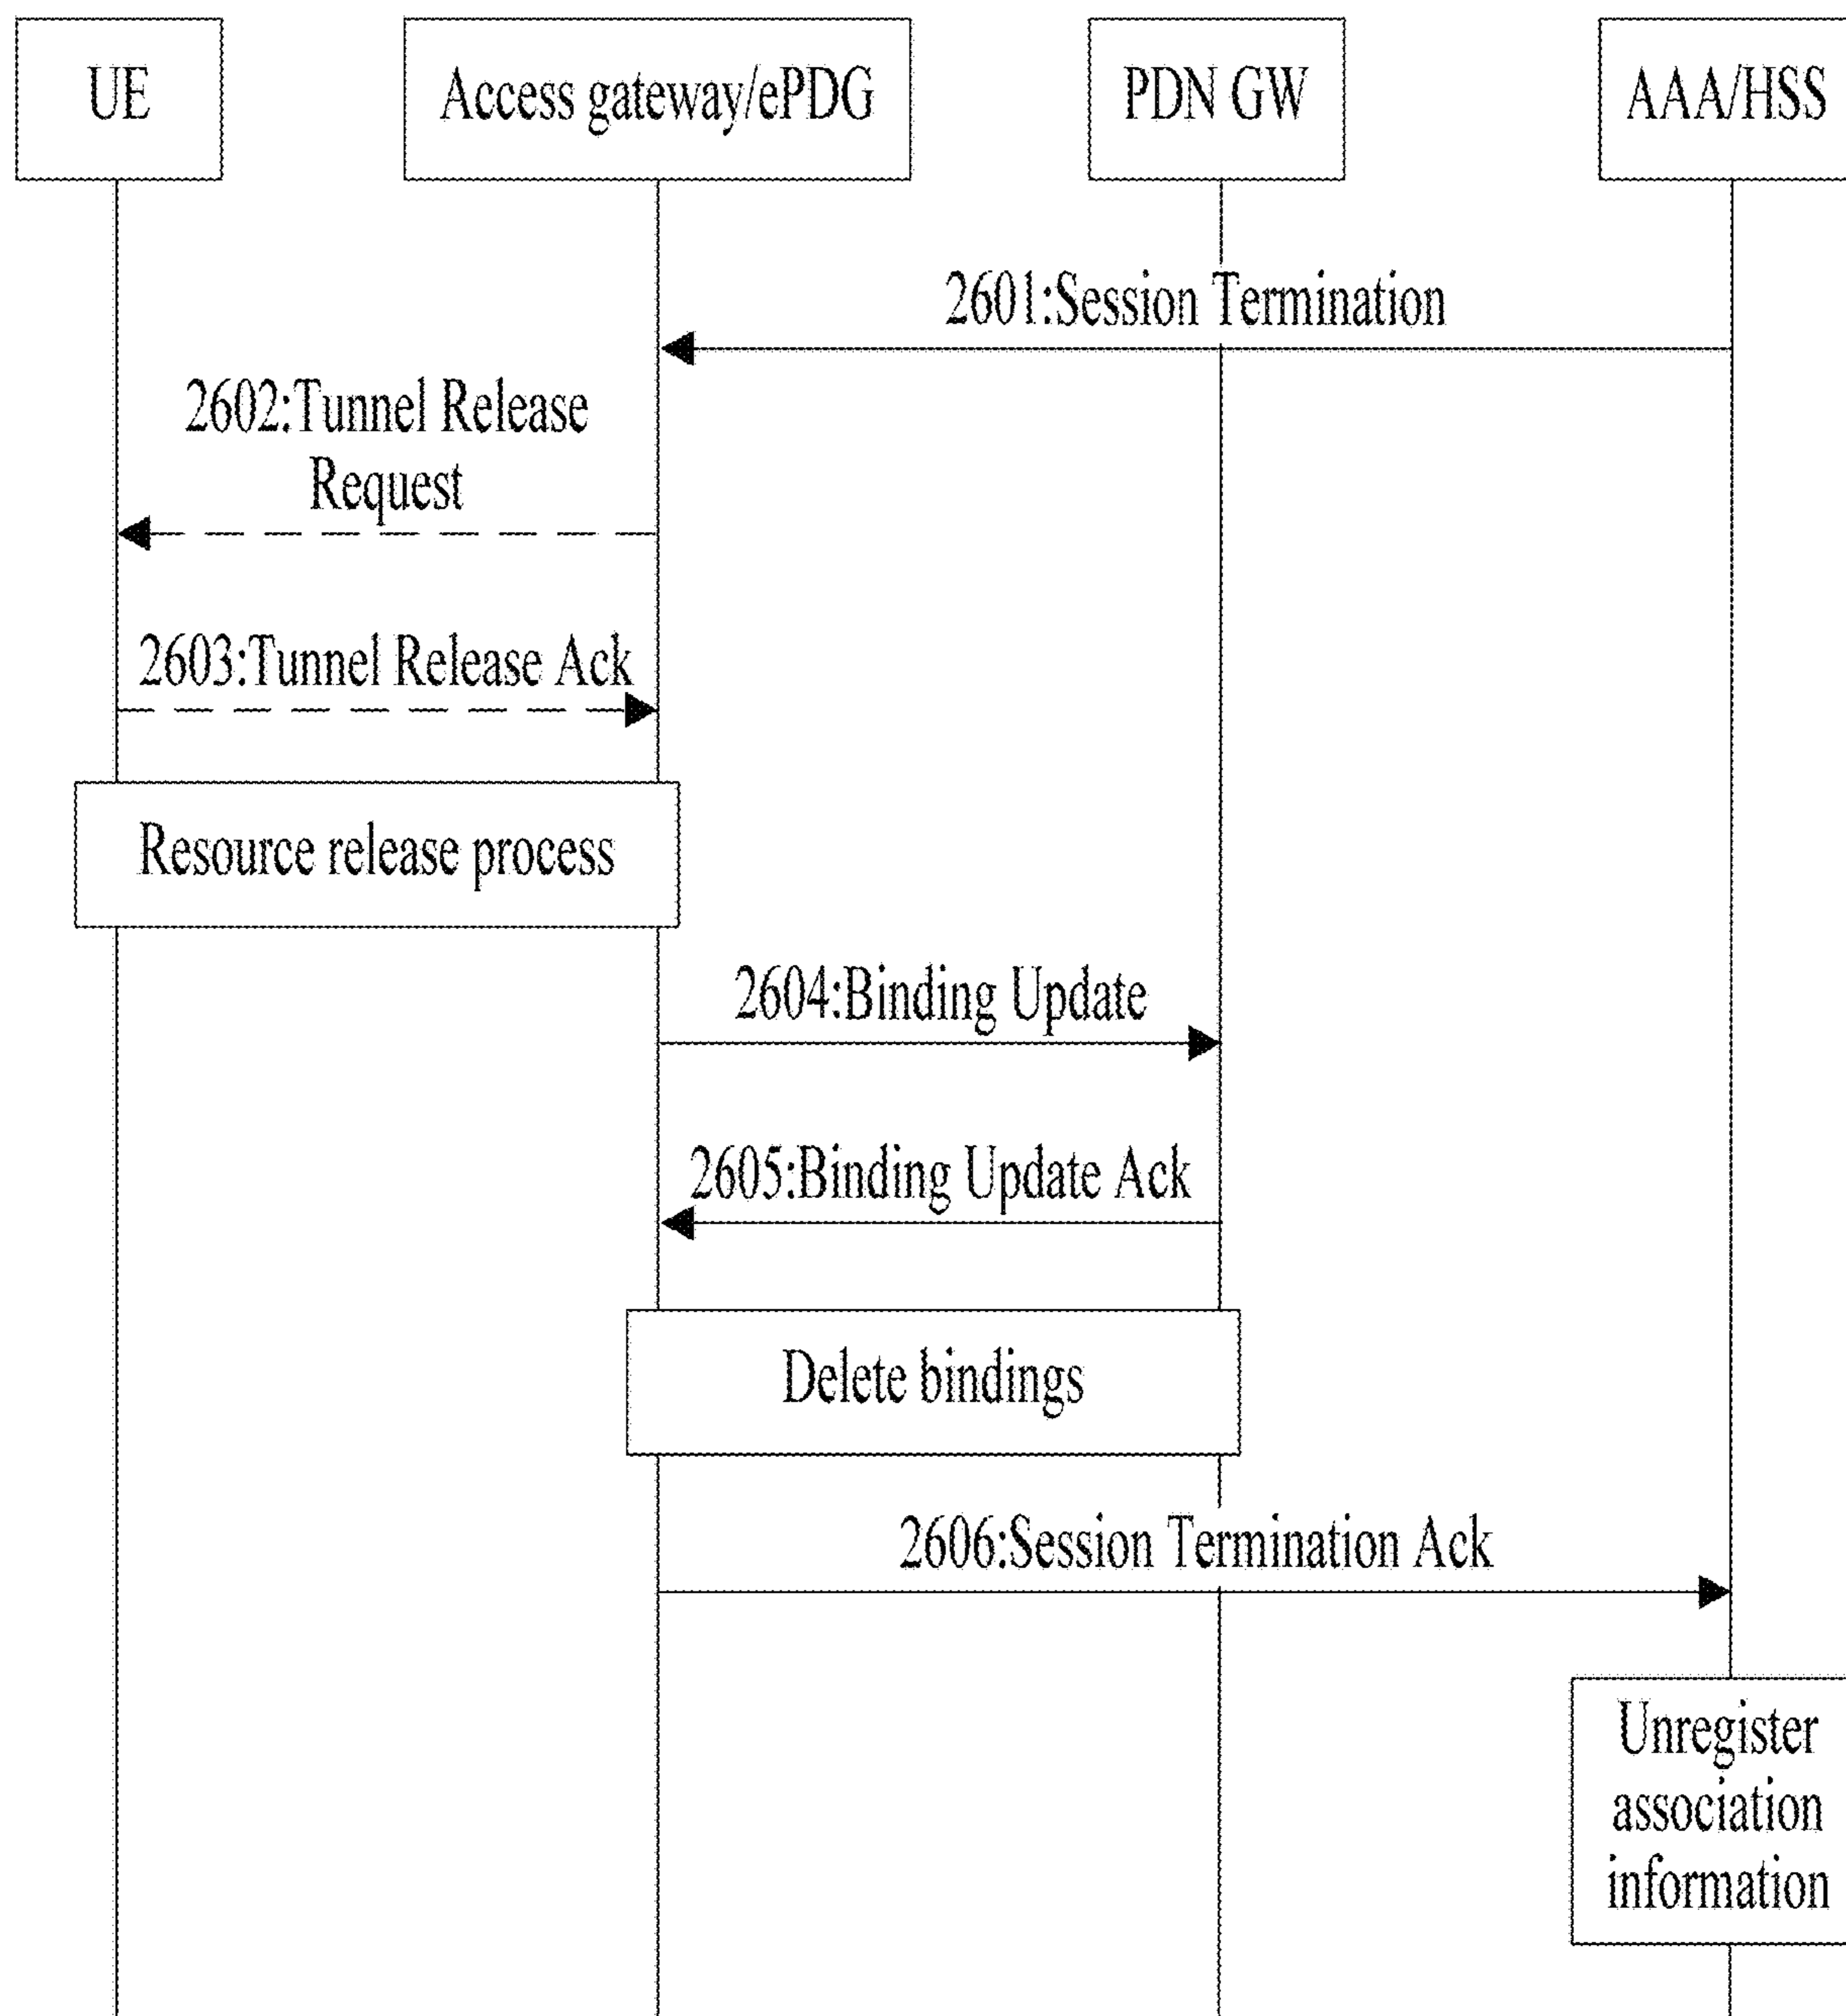 UE
Access gateway/ePDG
PDN GW
AAA/HSS
2601:Session Termination
2602:Tunnel Release
Request
2603:Tunnel Release Ack
Resource release process
2604:Binding Update
2605:Binding Update Ack
Delete bindings
2606:Session Termination Ack
Unregister
association
information